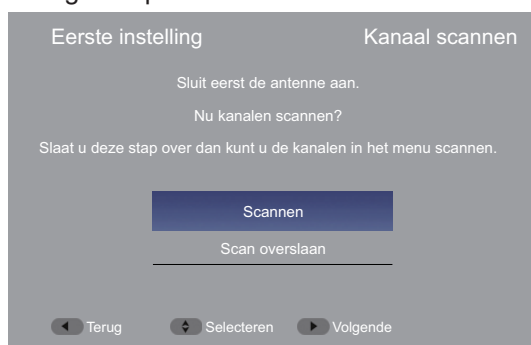 Eerste instelling Kanaal scannen
Sluit eerst de antenne aan.
Nu kanalen scannen?
Slaat u deze stap over dan kunt u de kanalen in het menu scannen.
Scannen
Scan overslaan
Terug Selecteren Volgende